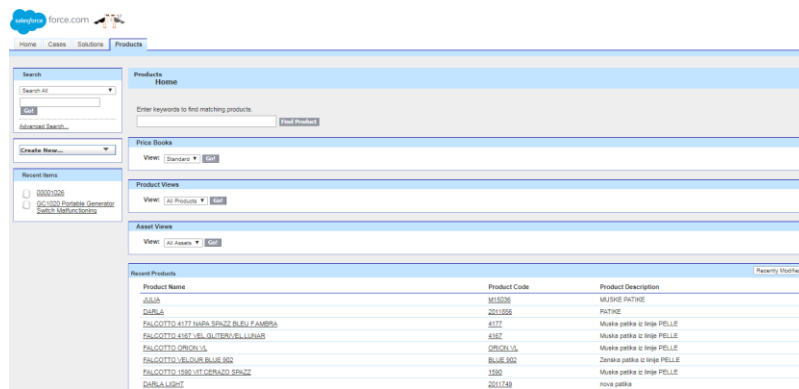 salesforce force.com
Home Cases Solutions Products
Search
Search All
Go!
Advanced Search...
Create New...
Recent Items
00001026
GC1020 Portable Generator
Switch Malfunctioning
Products
Home
Enter keywords to find matching products.
Find Product
Price Books
View: Standard Go!
Product Views
View: All Products Go!
Asset Views
View: All Assets Go!
Recent Products Recently Modifie
Product Name Product Code Product Description
JULIA M15036 MUSKE PATIKE
DARLA 2011856 PATIKE
FALCOTTO 4177 NAPA SPAZZ BLEU F.AMBRA 4177 Muska patika iz linije PELLE
FALCOTTO 4167 VEL.GLITER/VEL.LUNAR 4167 Muska patika iz linije PELLE
FALCOTTO ORION VL ORION VL Muska patika iz linije PELLE
FALCOTTO VELOUR BLUE 902 BLUE 902 Zenska patika iz linije PELLE
FALCOTTO 1590 VIT.CERAZO SPAZZ 1590 Muska patika iz linije PELLE
DARLA LIGHT 2011749 nova patika